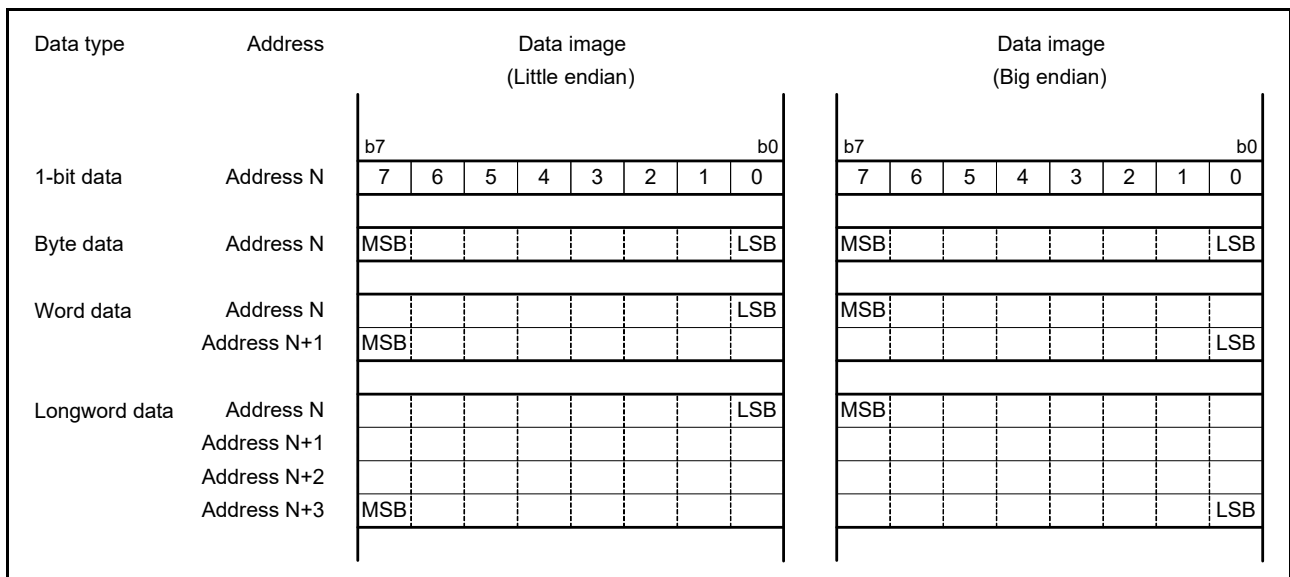 Data type Address Data image Data image
(Little endian) (Big endian)
b7 b0 b7 b0
1-bit data Address N 7 6 5 4 3 2 1 0 7 6 5 4 3 2 1 0
Byte data Address N MSB LSB MSB LSB
Word data Address N LSB MSB
Address N+1 MSB LSB
Longword data Address N LSB MSB
Address N+1
Address N+2
Address N+3 MSB LSB